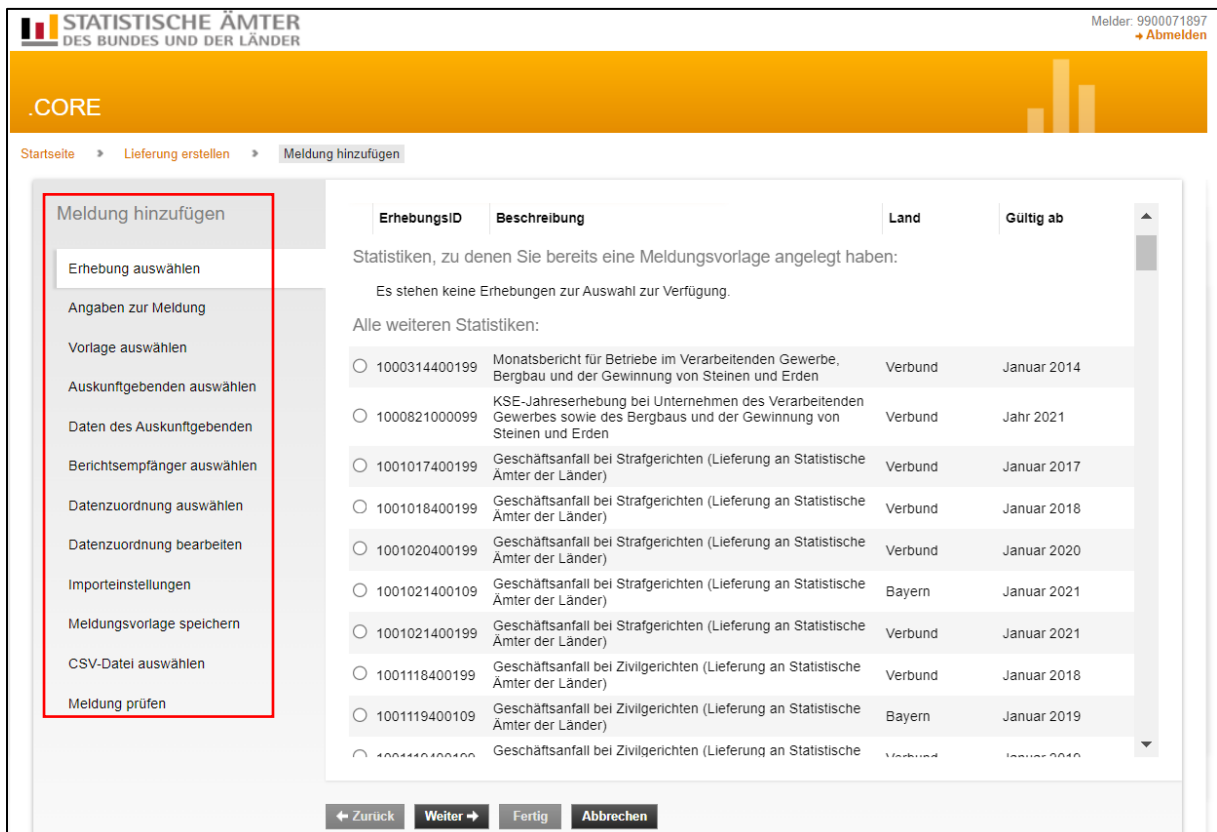 STATISTISCHE ÄMTER
DES BUNDES UND DER LÄNDER
Melder: 9900071897
Abmelden
.CORE
Startseite
Lieferung erstellen
Meldung hinzufügen
Meldung hinzufügen
Erhebung auswählen
Angaben zur Meldung
Vorlage auswählen
Auskunftgebenden auswählen
Daten des Auskunftgebenden
Berichtsempfänger auswählen
Datenzuordnung auswählen
Datenzuordnung bearbeiten
Importeinstellungen
Meldungsvorlage speichern
CSV-Datei auswählen
Meldung prüfen
ErhebungsID Beschreibung Land Gültig ab
Statistiken, zu denen Sie bereits eine Meldungsvorlage angelegt haben:
Es stehen keine Erhebungen zur Auswahl zur Verfügung.
Alle weiteren Statistiken:
1000314400199 Monatsbericht für Betriebe im Verarbeitenden Gewerbe, Verbund Januar 2014
Bergbau und der Gewinnung von Steinen und Erden
KSE-Jahreserhebung bei Unternehmen des Verarbeitenden
1000821000099 Gewerbes sowie des Bergbaus und der Gewinnung von Verbund Jahr 2021
Steinen und Erden
1001017400199 Geschäftsanfall bei Strafgerichten (Lieferung an Statistische Verbund Januar 2017
Ämter der Länder)
1001018400199 Geschäftsanfall bei Strafgerichten (Lieferung an Statistische Verbund Januar 2018
Ämter der Länder)
1001020400199 Geschäftsanfall bei Strafgerichten (Lieferung an Statistische Verbund Januar 2020
Ämter der Länder)
1001021400109 Geschäftsanfall bei Strafgerichten (Lieferung an Statistische Bayern Januar 2021
Ämter der Länder)
1001021400199 Geschäftsanfall bei Strafgerichten (Lieferung an Statistische Verbund Januar 2021
Ämter der Länder)
1001118400199 Geschäftsanfall bei Zivilgerichten (Lieferung an Statistische Verbund Januar 2018
Ämter der Länder)
1001119400109 Geschäftsanfall bei Zivilgerichten (Lieferung an Statistische Bayern Januar 2019
Ämter der Länder)
1001119400199 Geschäftsanfall bei Zivilgerichten (Lieferung an Statistische Verbund Januar 2019
Zurück Weiter Fertig Abbrechen